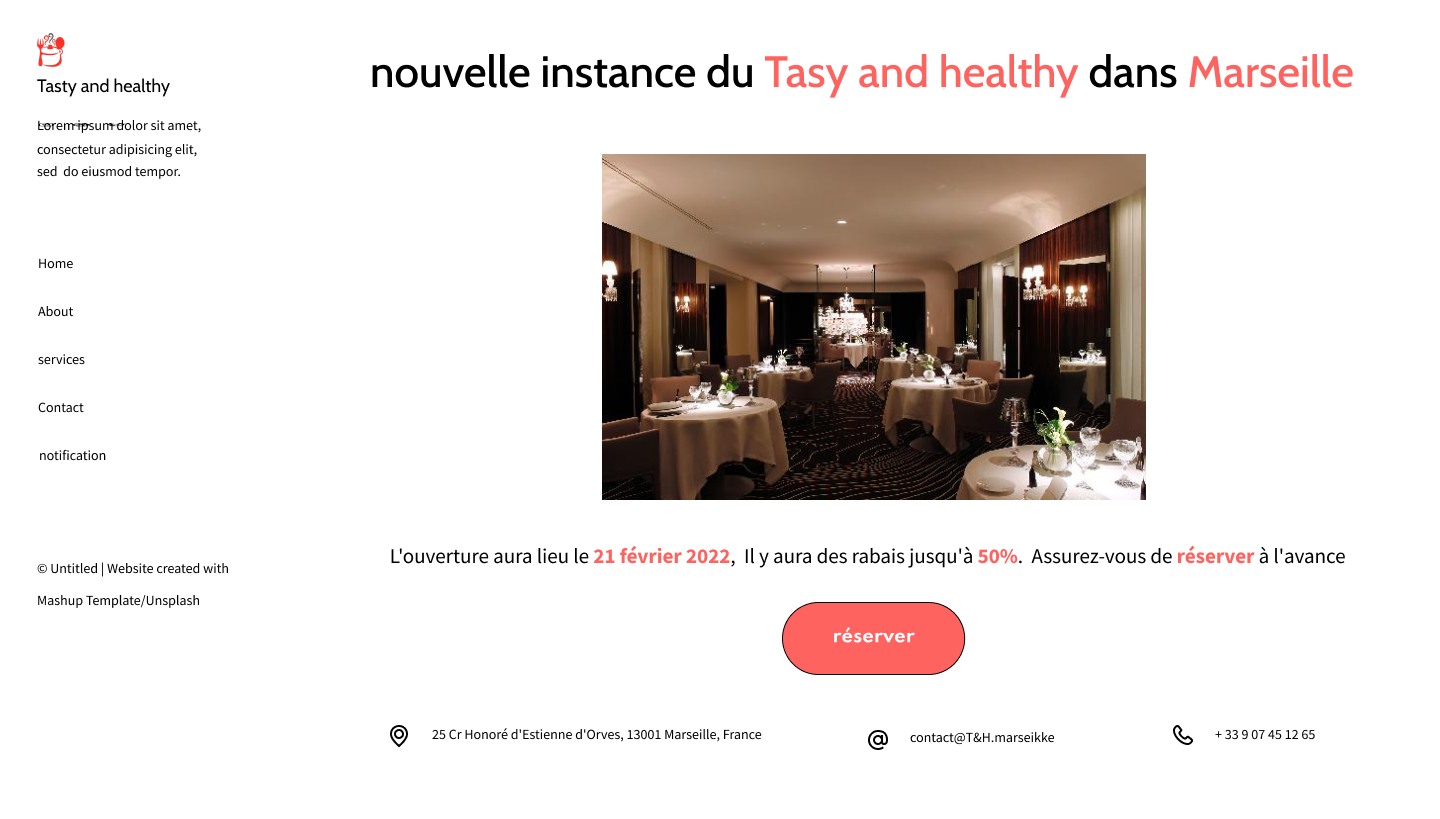 Tasty and healthy
Lorem ipsum dolor sit amet,
consectetur adipisicing elit,
sed do eiusmod tempor.
Home
About
services
Contact
notification
© Untitled | Website created with
Mashup Template/Unsplash
nouvelle instance du Tasy and healthy dans Marseille
L'ouverture aura lieu le 21 février 2022, Il y aura des rabais jusqu'à 50%. Assurez-vous de réserver à l'avance
réserver
25 Cr Honoré d'Estienne d'Orves, 13001 Marseille, France
contact@T&H.marseikke
+ 33 9 07 45 12 65